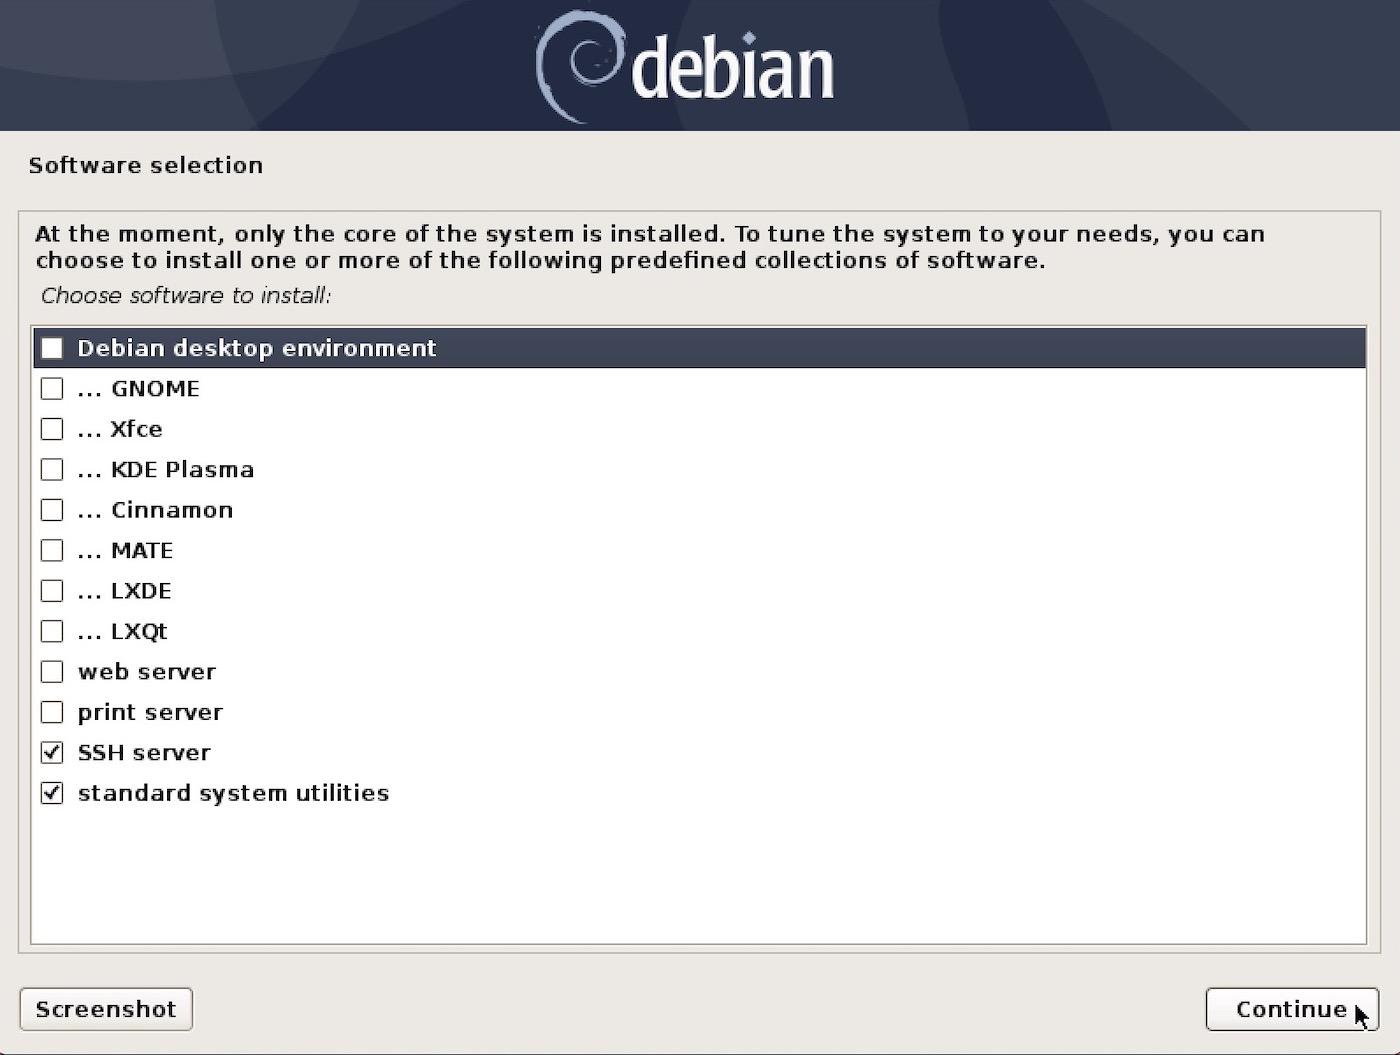 debian
Software selection
At the moment, only the core of the system is installed. To tune the system to your needs, you can
choose to install one or more of the following predefined collections of software.
Choose software to install:
Debian desktop environment
... GNOME
... Xfce
... KDE Plasma
... Cinnamon
... MATE
... LXDE
... LXQt
web server
print server
SSH server
standard system utilities
Screenshot
Continue